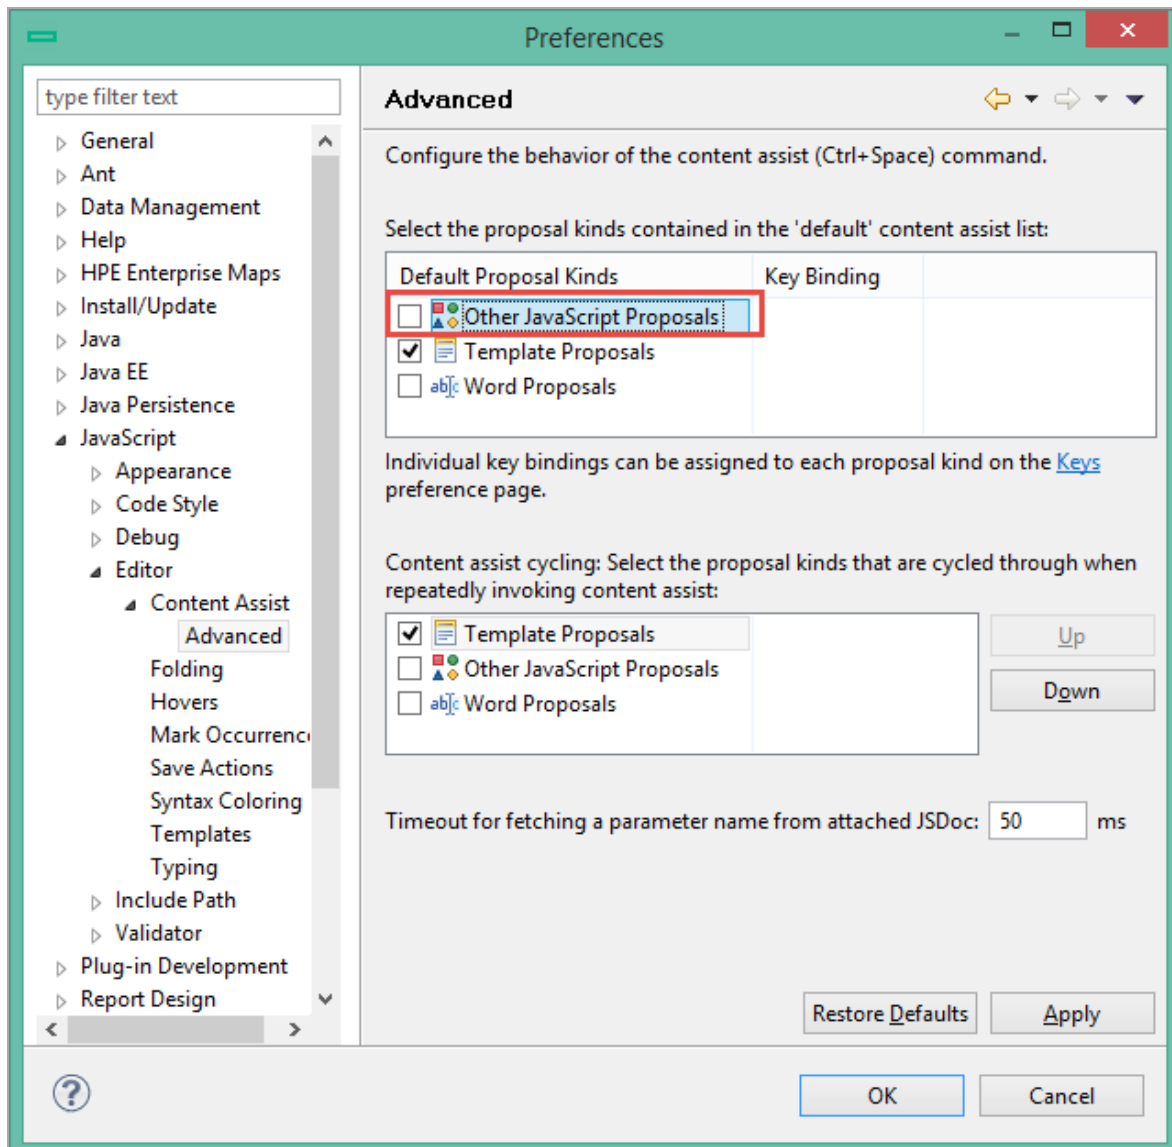 Preferences
type filter text
General
Ant
Data Management
Help
HPE Enterprise Maps
Install/Update
Java
Java EE
Java Persistence
JavaScript
Appearance
Code Style
Debug
Editor
Content Assist
Advanced
Folding
Hovers
Mark Occurrenc
Save Actions
Syntax Coloring
Templates
Typing
Include Path
Validator
Plug-in Development
Report Design
Advanced
Configure the behavior of the content assist (Ctrl+Space) command.
Select the proposal kinds contained in the 'default' content assist list:
Default Proposal Kinds Key Binding
Other JavaScript Proposals
Template Proposals
Word Proposals
Individual key bindings can be assigned to each proposal kind on the Keys
preference page.
Content assist cycling: Select the proposal kinds that are cycled through when
repeatedly invoking content assist:
Template Proposals
Other JavaScript Proposals
Word Proposals
Up
Down
Timeout for fetching a parameter name from attached JSDoc: 50 ms
Restore Defaults Apply
OK Cancel